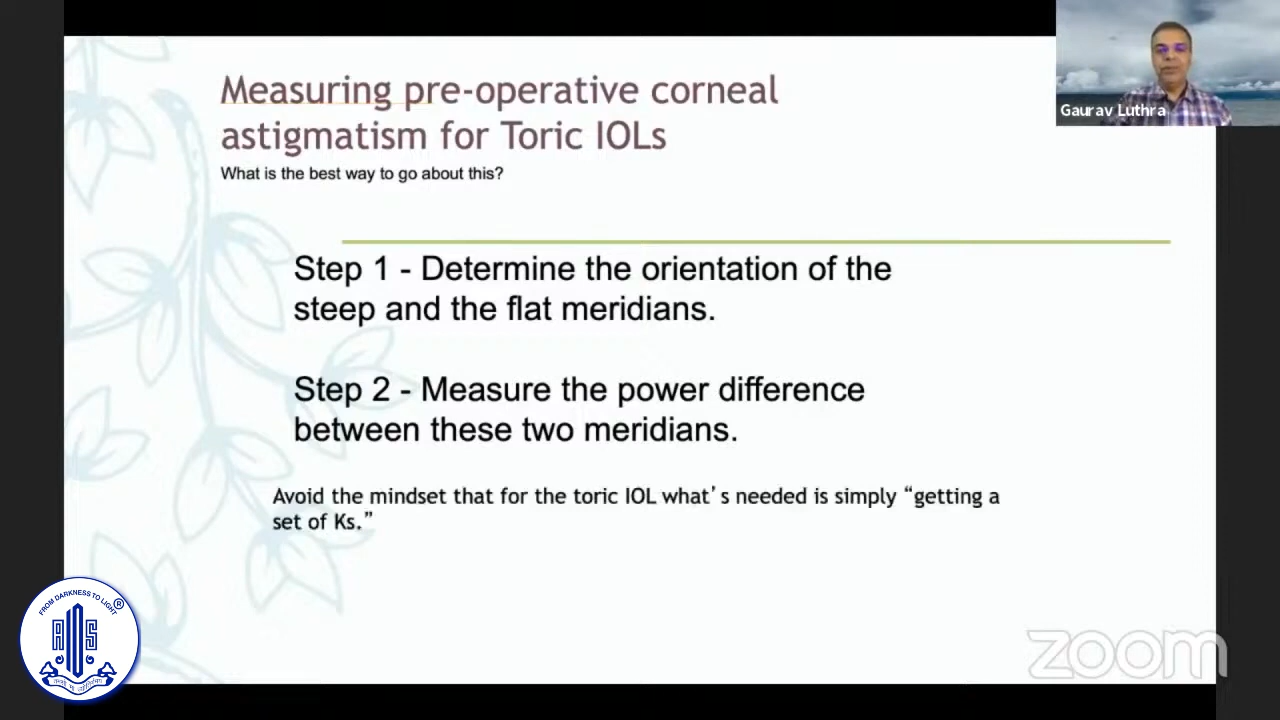 Measuring pre-operative corneal
astigmatism for Toric IOLs
What is the best way to go about this?
Step 1 - Determine the orientation of the
steep and the flat meridians.
Step 2 - Measure the power difference
between these two meridians.
Avoid the mindset that for the toric IOL what's needed is simply “getting a
set of Ks.”
Gaurav Luthra
FROM DARKNESS TO LIGHT
®
AIOS
zoom